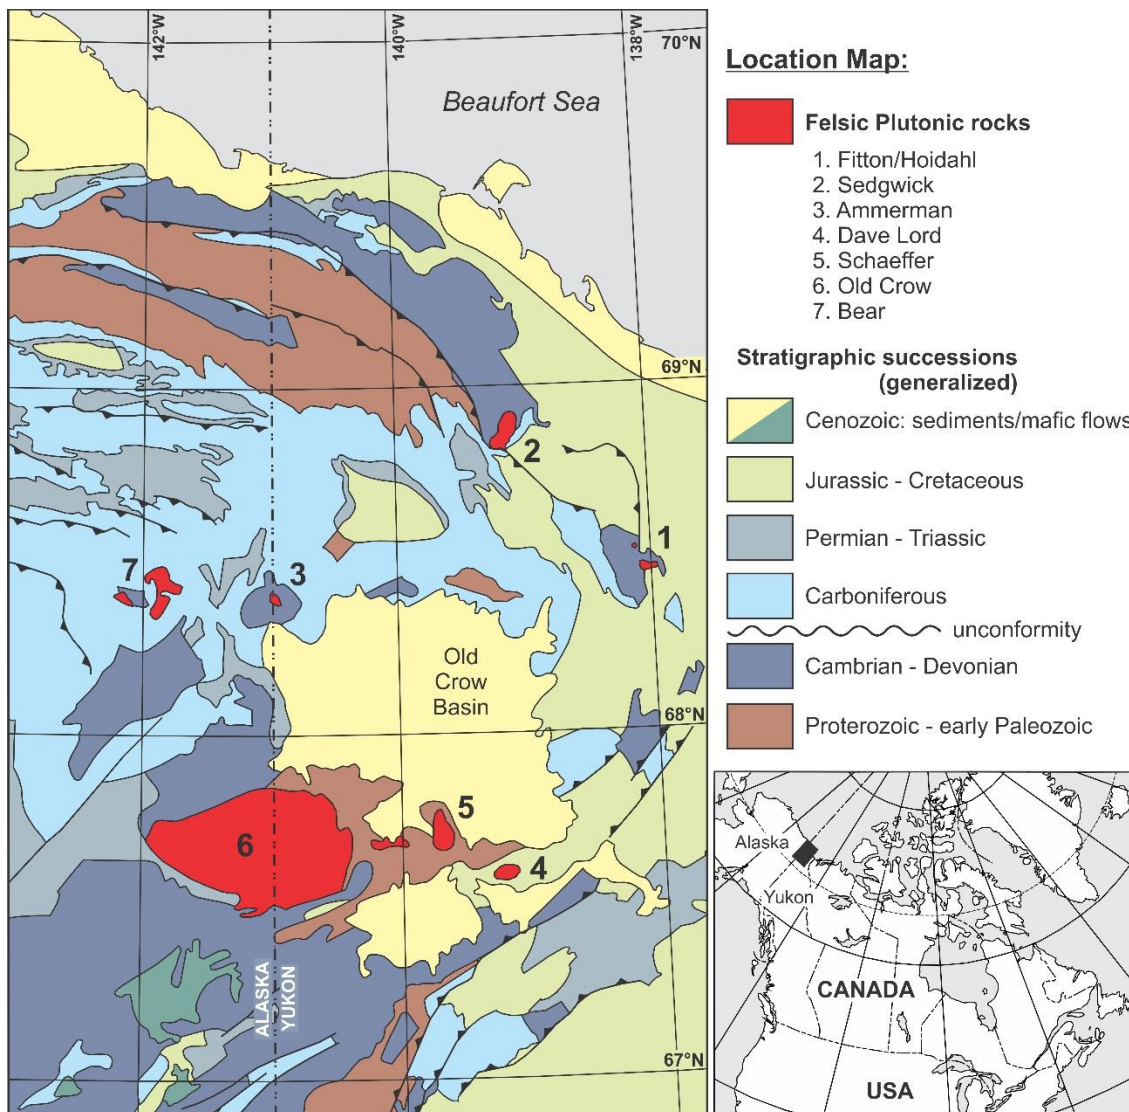 142°W
140°W
138°W
70°N
Beaufort Sea
69°N
2
1
7
3
Old
Crow
Basin
68°N
6
5
4
ALASKA
YUKON
67°N
Location Map:
Felsic Plutonic rocks
1. Fitton/Hoidahl
2. Sedgwick
3. Ammerman
4. Dave Lord
5. Schaeffer
6. Old Crow
7. Bear
Stratigraphic successions
(generalized)
Cenozoic: sediments/mafic flows
Jurassic - Cretaceous
Permian - Triassic
Carboniferous
unconformity
Cambrian - Devonian
Proterozoic - early Paleozoic
Alaska
Yukon
CANADA
USA